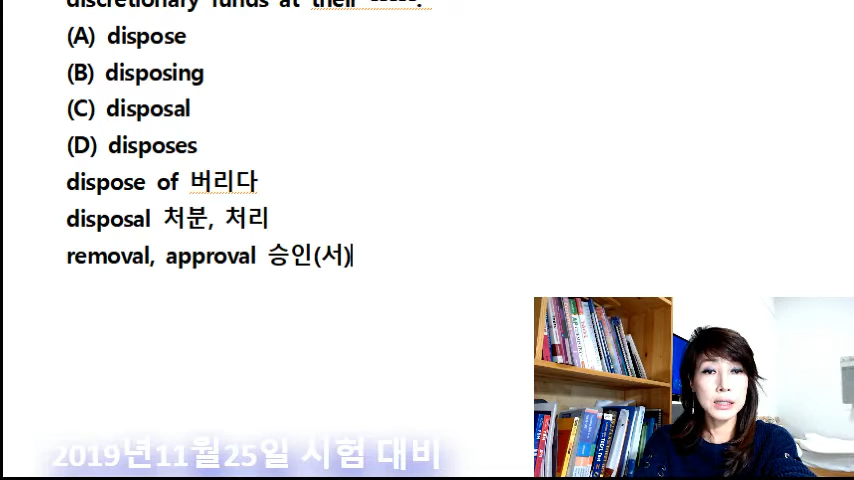 discretionary funds at their -----.
(A) dispose
(B) disposing
(C) disposal
(D) disposes
dispose of 버리다
disposal 처분, 처리
removal, approval 승인(서)
2019년11월25일 시험 대비